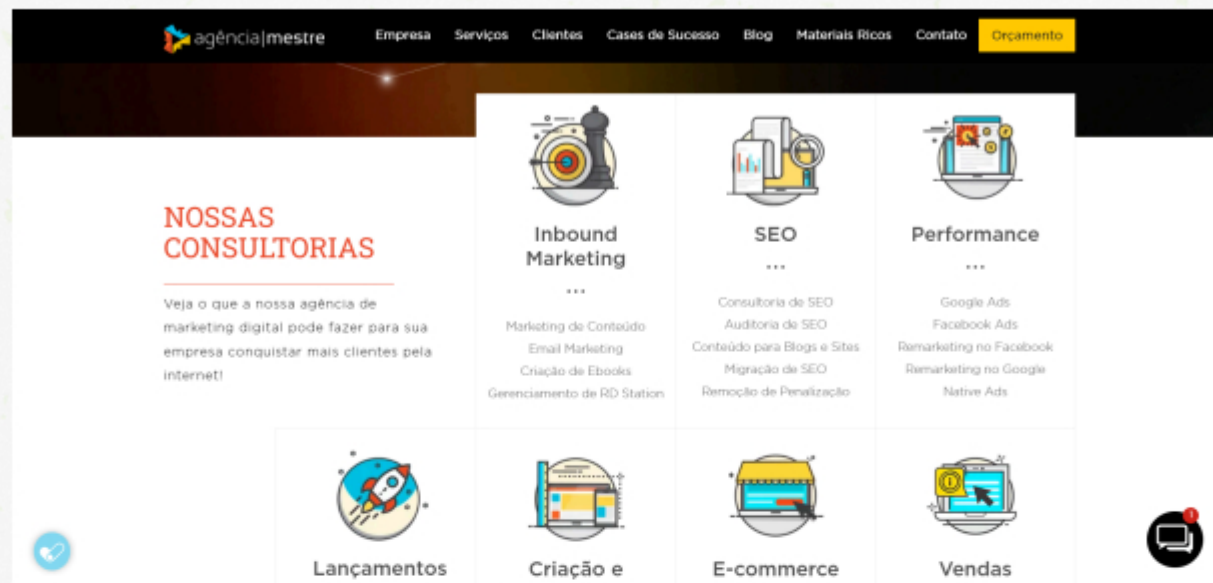 agência|mestre
Empresa
Serviços
Clientes
Cases de Sucesso
Blog
Materiais Ricos
Contato
Orçamento
NOSSAS
CONSULTORIAS
Veja o que a nossa agência de
marketing digital pode fazer para sua
empresa conquistar mais clientes pela
internet!
Inbound
Marketing
...
Marketing de Conteúdo
Email Marketing
Criação de Ebooks
Gerenciamento de RD Station
SEO
...
Consultoria de SEO
Auditoria de SEO
Conteúdo para Blogs e Sites
Migração de SEO
Remoção de Penalização
Performance
...
Google Ads
Facebook Ads
Remarketing no Facebook
Remarketing no Google
Native Ads
Lançamentos
Criação e
E-commerce
Vendas
1